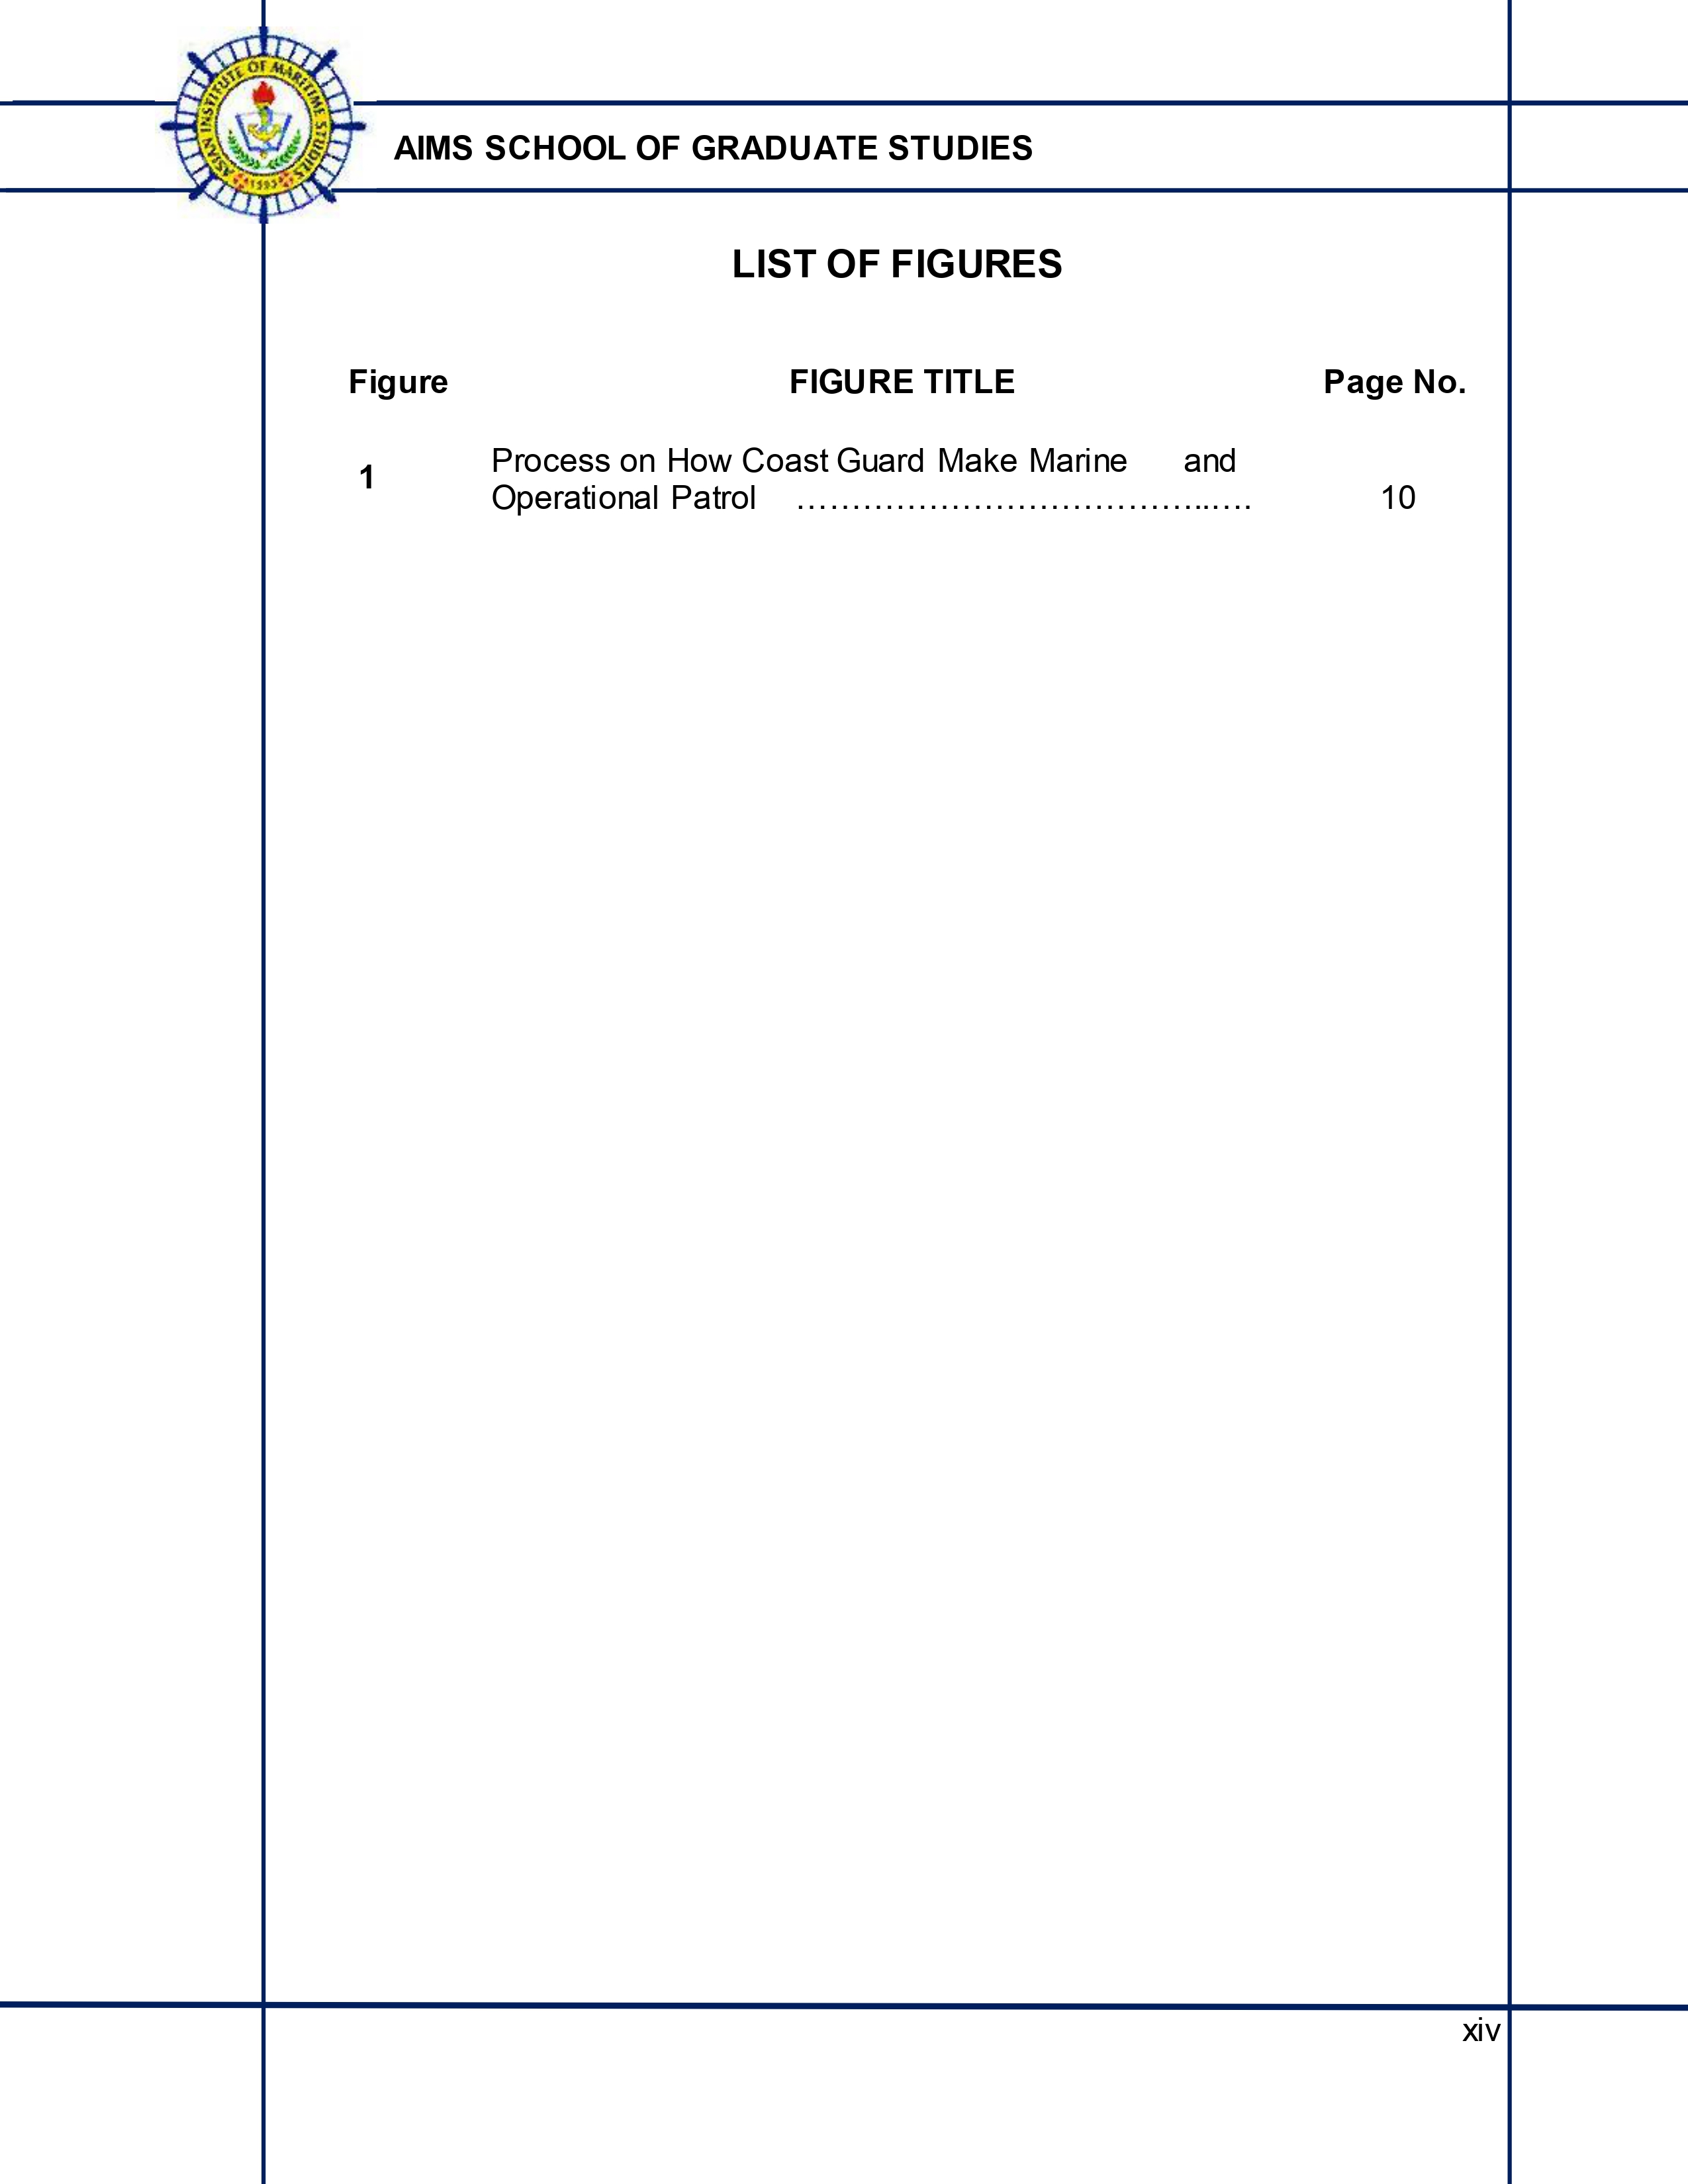 ASIAN INSTITUTE OF MARITIME STUDIES
1993
AIMS SCHOOL OF GRADUATE STUDIES
LIST OF FIGURES
Figure FIGURE TITLE Page No.
Process on How Coast Guard Make Marine and
1
Operational Patrol …………………………………..…. 10
xiv